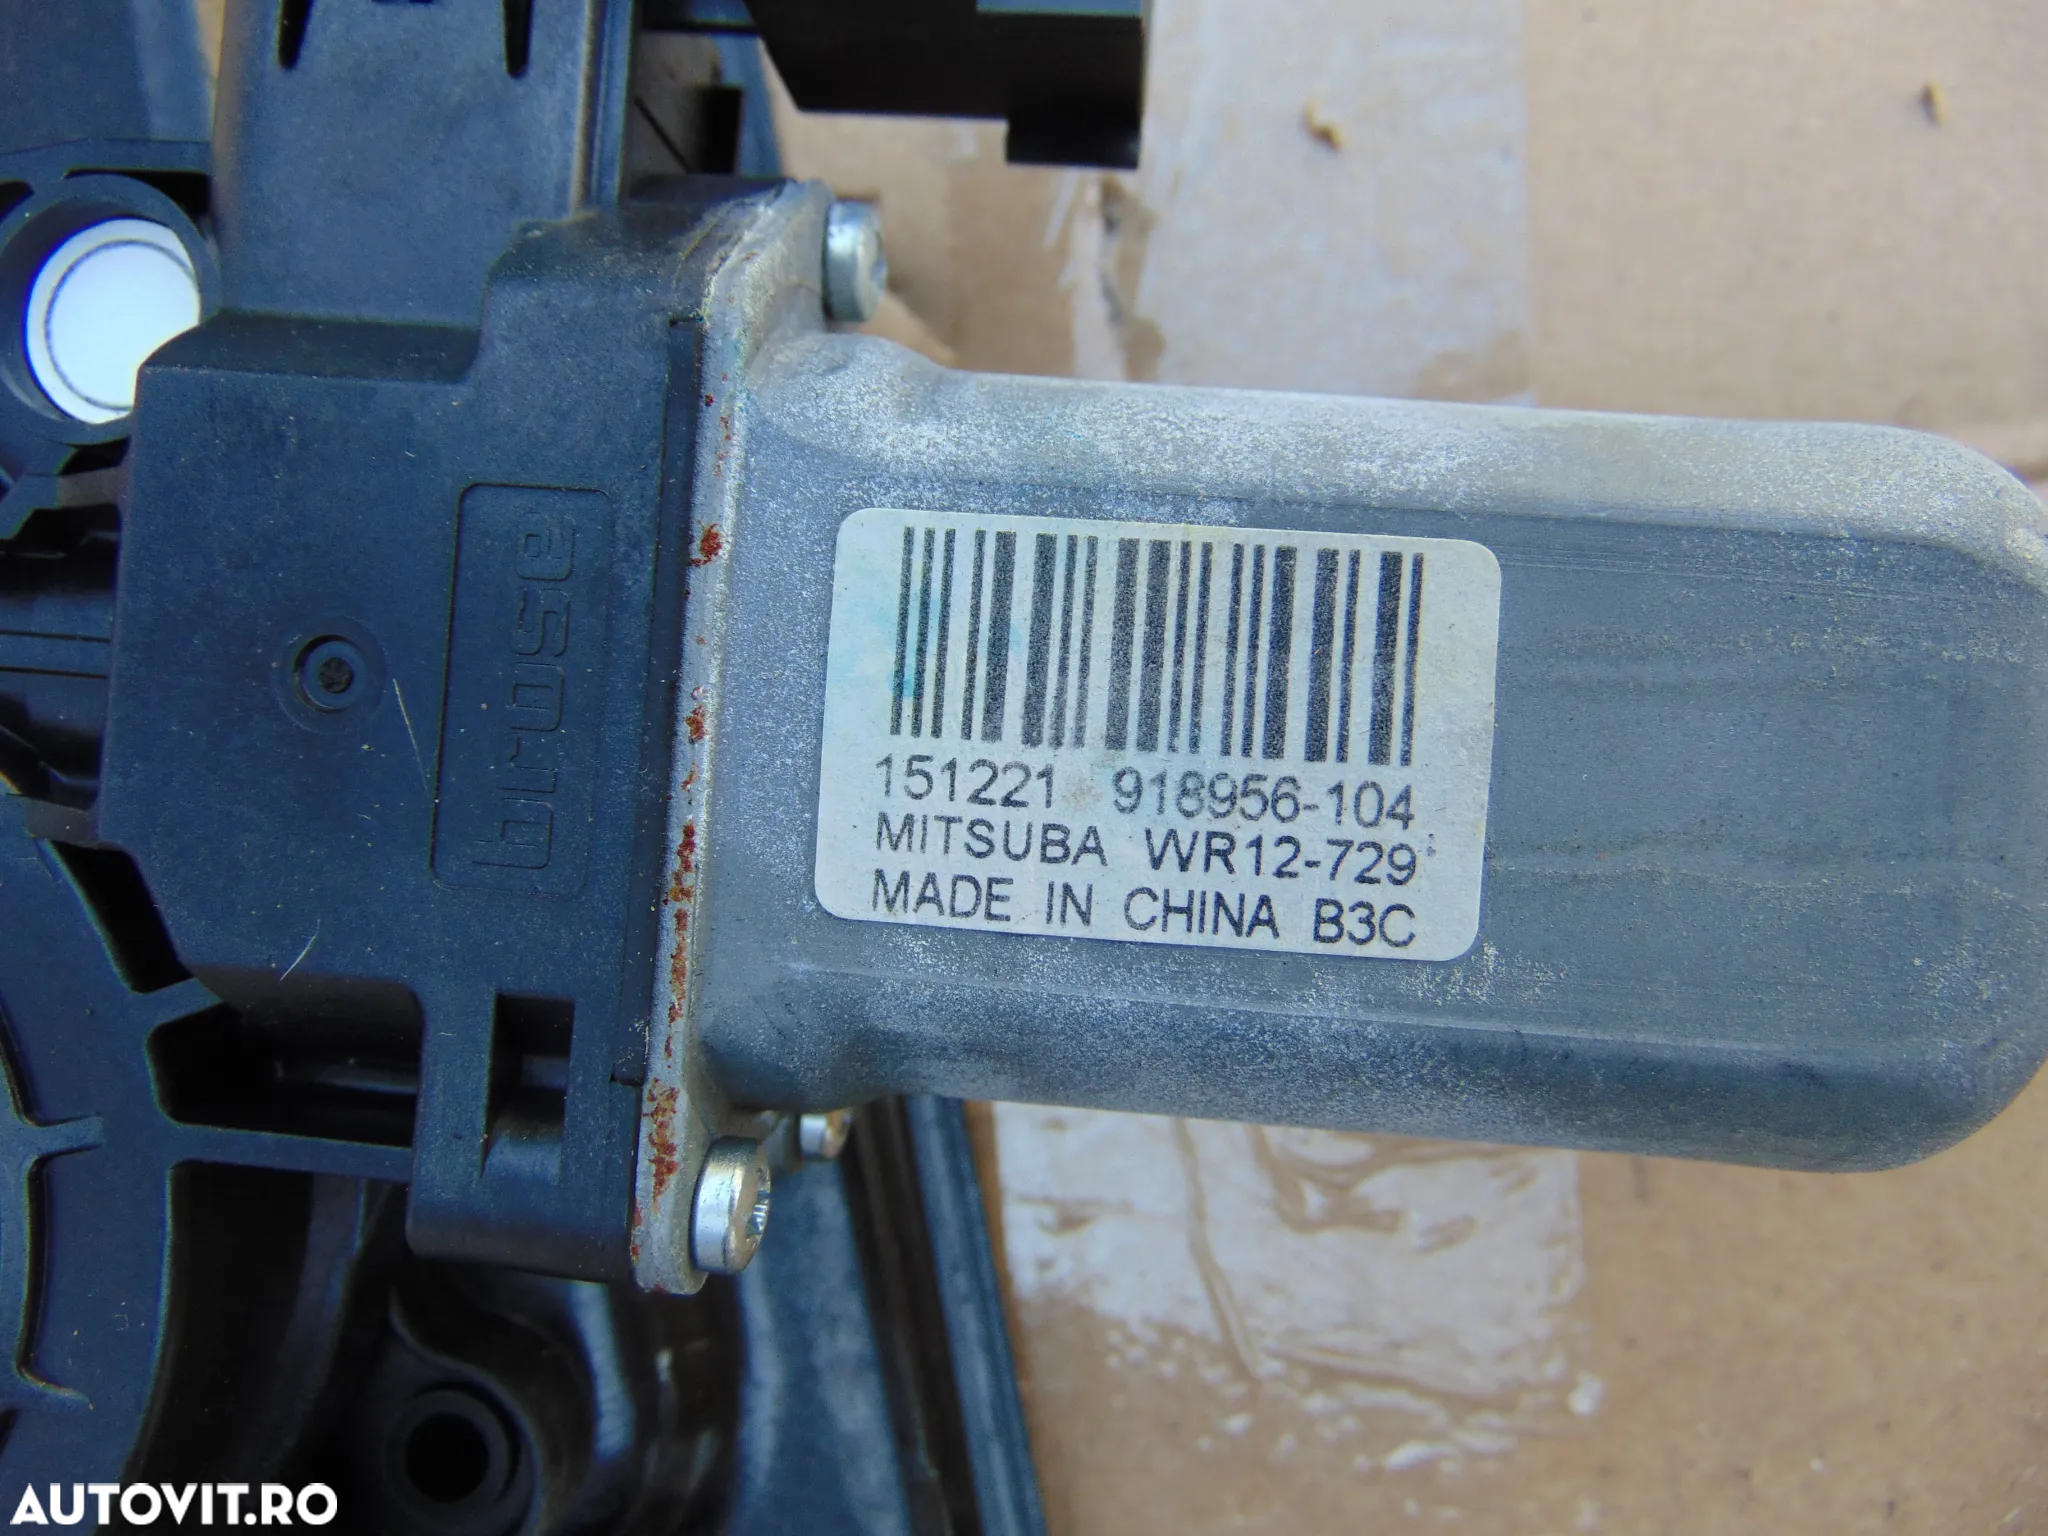 brose
151221 918956-104
MITSUBA WR12-729
MADE IN CHINA B3C
AUTOVIT.RO